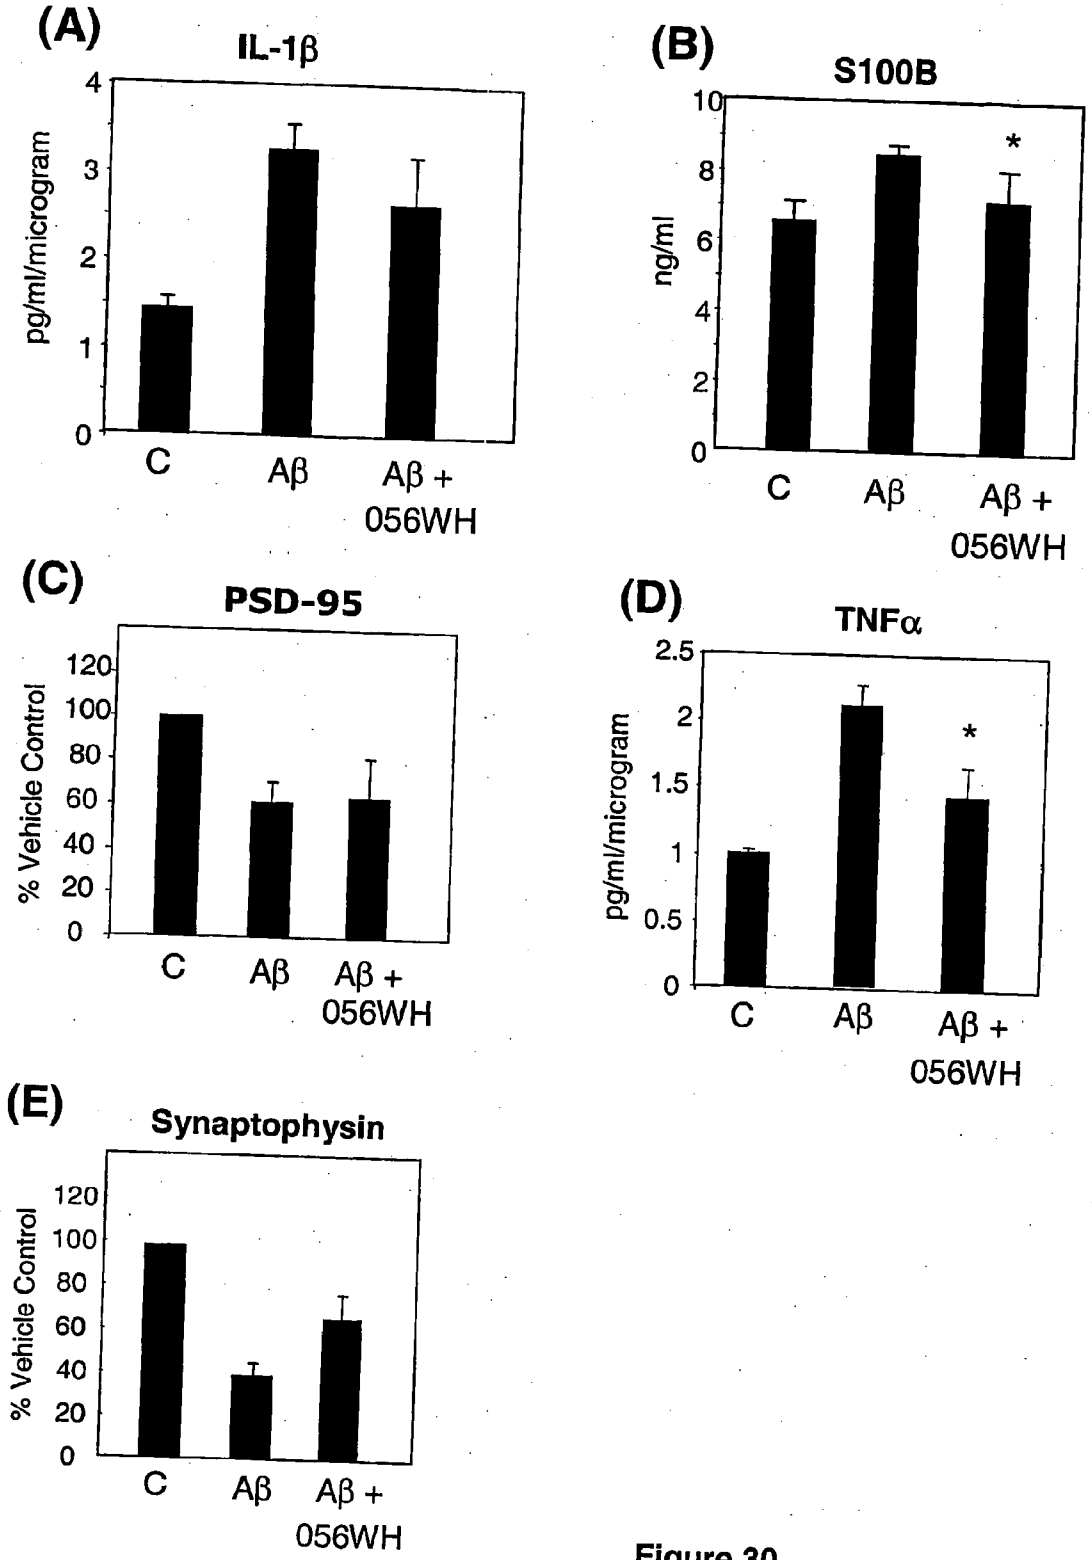 (A)
IL-1β
pg/ml/microgram
4
3
2
1
0
C
Aβ
Aβ +
056WH
(B)
S100B
ng/ml
10
8
6
4
2
0
C
Aβ
Aβ +
056WH
*
(C)
PSD-95
% Vehicle Control
120
100
80
60
40
20
0
C
Aβ
Aβ +
056WH
(D)
TNFα
pg/ml/microgram
2.5
2
1.5
1
0.5
0
C
Aβ
Aβ +
056WH
*
(E)
Synaptophysin
% Vehicle Control
120
100
80
60
40
20
0
C
Aβ
Aβ +
056WH
Figure 30